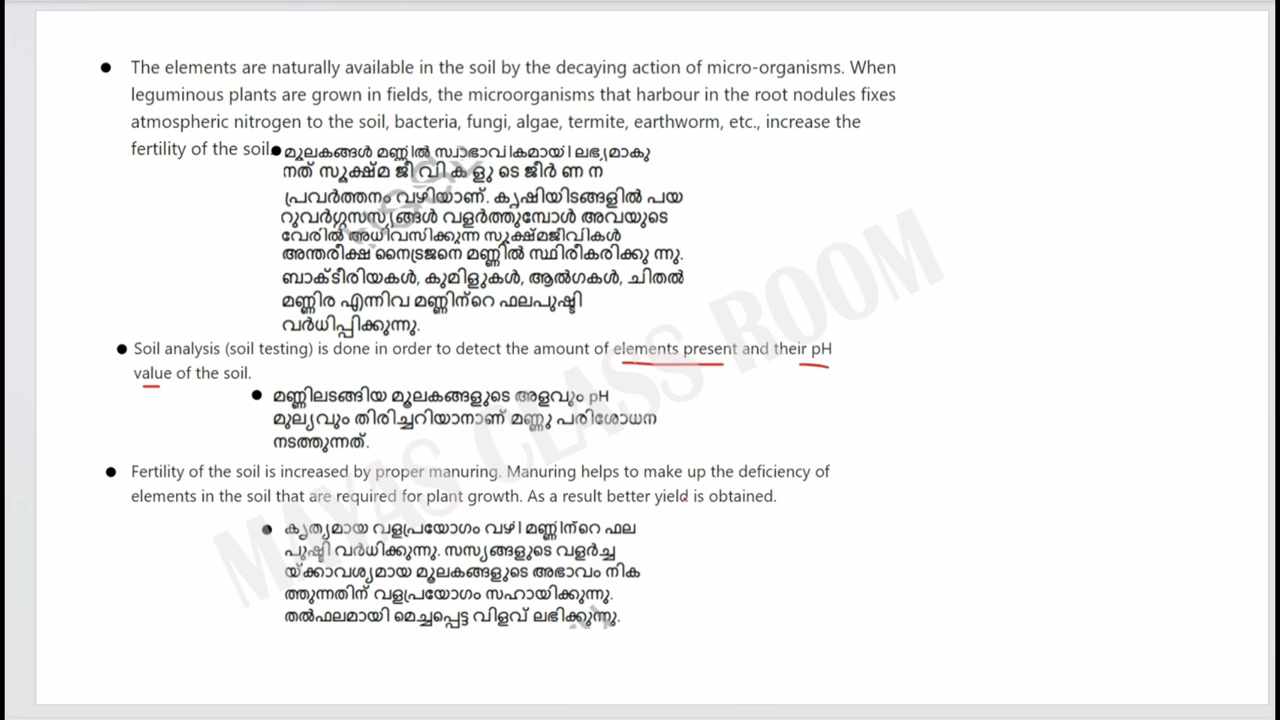 ● The elements are naturally available in the soil by the decaying action of micro-organisms. When
leguminous plants are grown in fields, the microorganisms that harbour in the root nodules fixes
atmospheric nitrogen to the soil, bacteria, fungi, algae, termite, earthworm, etc., increase the
fertility of the soil
● മൂലകങ്ങൾ മണ്ണിൽ സ്വാഭാവികമായി ലഭ്യമാകു
നത് സൂക്ഷ്മ ജീവി കളു ടെ ജീർ ണ ന
പ്രവർത്തനം വഴിയാണ്. കൃഷിയിടങ്ങളിൽ പയ
റുവർഗ്ഗസസ്യങ്ങൾ വളർത്തുമ്പോൾ അവയുടെ
വേരിൽ അധിവസിക്കുന്ന സൂക്ഷ്മജീവികൾ
അന്തരീക്ഷ നൈട്രജനെ മണ്ണിൽ സ്ഥിരീകരിക്കു ന്നു.
ബാക്ടീരിയകൾ, കുമിളുകൾ, ആൽഗകൾ, ചിതൽ
മണ്ണിര എന്നിവ മണ്ണിന്റെ ഫലപുഷ്ടി
വർധിപ്പിക്കുന്നു.
● Soil analysis (soil testing) is done in order to detect the amount of elements present and their pH
value of the soil.
● മണ്ണിലടങ്ങിയ മൂലകങ്ങളുടെ അളവും pH
മൂല്യവും തിരിച്ചറിയാനാണ് മണ്ണു പരിശോധന
നടത്തുന്നത്.
● Fertility of the soil is increased by proper manuring. Manuring helps to make up the deficiency of
elements in the soil that are required for plant growth. As a result better yield is obtained.
● കൃത്യമായ വളപ്രയോഗം വഴി മണ്ണിന്റെ ഫല
പുഷ്ടി വർധിക്കുന്നു. സസ്യങ്ങളുടെ വളർച്ച
യ്ക്കാവശ്യമായ മൂലകങ്ങളുടെ അഭാവം നിക
ത്തുന്നതിന് വളപ്രയോഗം സഹായിക്കുന്നു.
തൽഫലമായി മെച്ചപ്പെട്ട വിളവ് ലഭിക്കുന്നു.
MAYAS CLASS ROOM